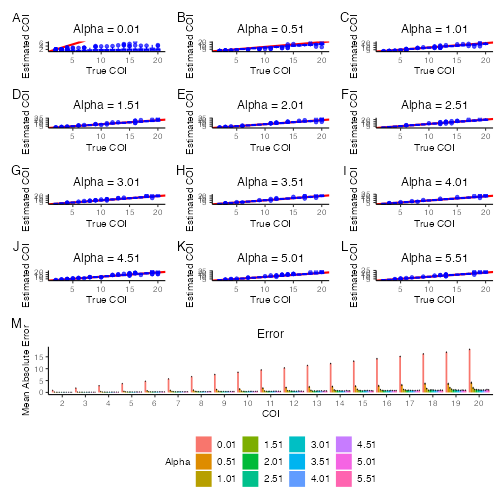 A
Alpha = 0.01
Estimated COI
5 10 15 20
True COI
B
Alpha = 0.51
Estimated COI
5 10 15 20
True COI
C
Alpha = 1.01
Estimated COI
5 10 15 20
True COI
D
Alpha = 1.51
Estimated COI
5 10 15 20
True COI
E
Alpha = 2.01
Estimated COI
5 10 15 20
True COI
F
Alpha = 2.51
Estimated COI
5 10 15 20
True COI
G
Alpha = 3.01
Estimated COI
5 10 15 20
True COI
H
Alpha = 3.51
Estimated COI
5 10 15 20
True COI
I
Alpha = 4.01
Estimated COI
5 10 15 20
True COI
J
Alpha = 4.51
Estimated COI
5 10 15 20
True COI
K
Alpha = 5.01
Estimated COI
5 10 15 20
True COI
L
Alpha = 5.51
Estimated COI
5 10 15 20
True COI
M
Error
Mean Absolute Error
15
10
5
0
2 3 4 5 6 7 8 9 10 11 12 13 14 15 16 17 18 19 20
COI
Alpha
0.01 1.51 3.01 4.51
0.51 2.01 3.51 5.01
1.01 2.51 4.01 5.51